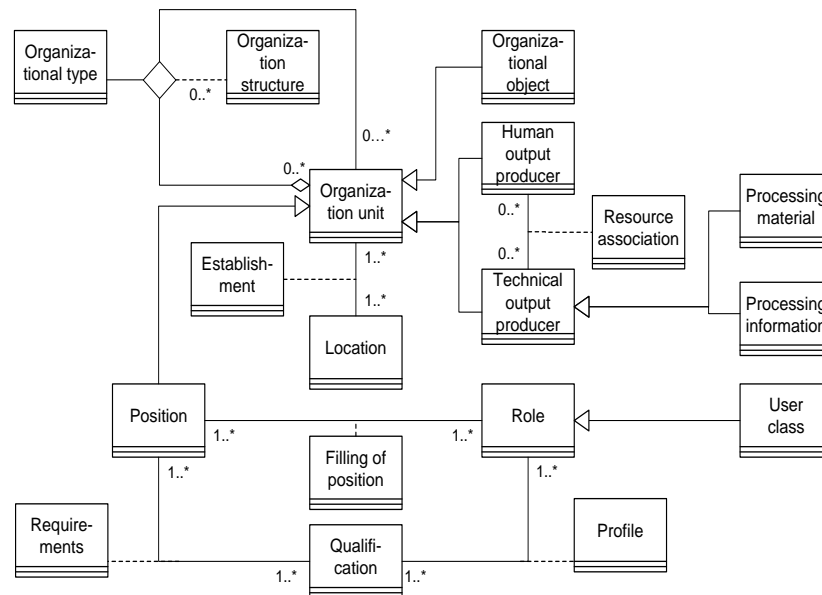 Organiza-
tional type
0..*
Organiza-
tion
structure
Organiza-
tional
object
0...*
0..*
Organiza-
tion unit
1..*
Human
output
producer
0..*
0..*
Resource
association
Technical
output
producer
Processing
material
Processing
information
Establish-
ment
1..*
Location
Position
1..*
1..*
Filling of
position
1..*
Role
1..*
User
class
Require-
ments
1..*
Qualifi-
cation
1..*
Profile